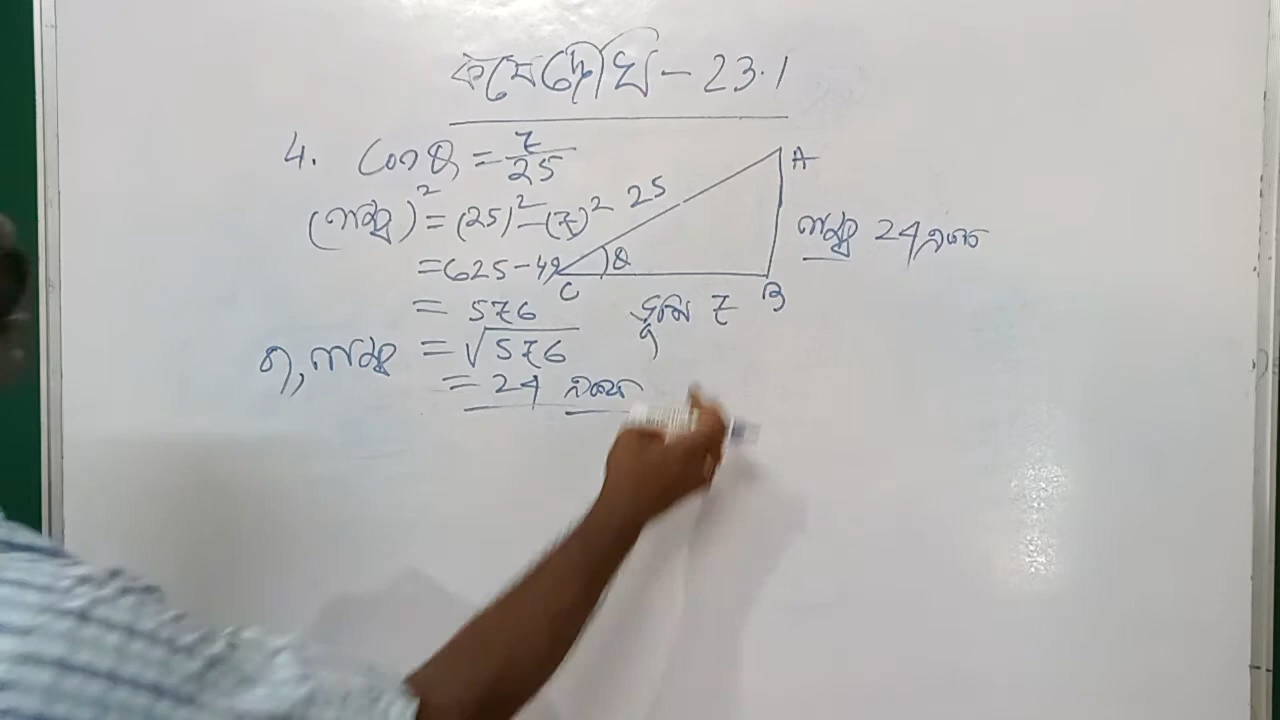 কষে দেখি – 23.1
4. Cosθ = 7/25
(লম্ব)² = (25)² – (7)²
= 625 – 49
= 576
বা, লম্ব = √576
= 24 একক
25
A
লম্ব 24 একক
θ
C
B
ভূমি 7